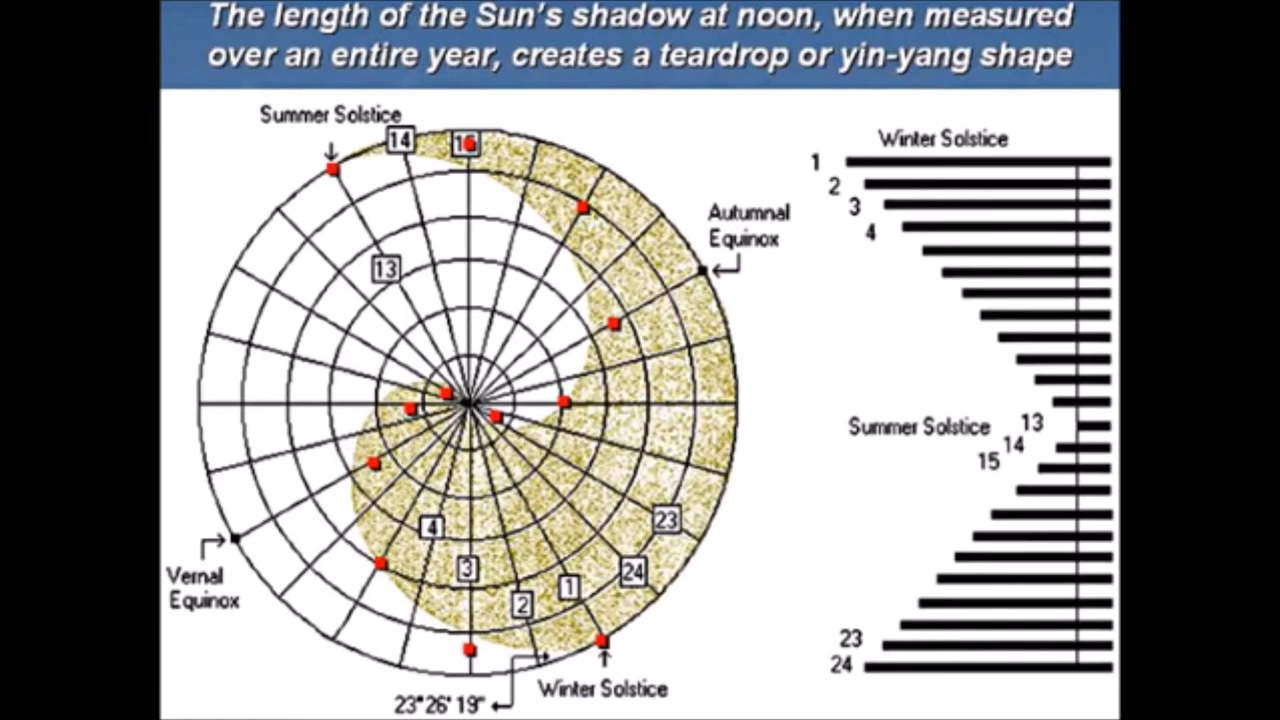 The length of the Sun's shadow at noon, when measured
over an entire year, creates a teardrop or yin-yang shape
Summer Solstice
14
13
Autumnal
Equinox
Vernal
Equinox
4
3
2
1
24
23
23°26'19"
Winter Solstice
Winter Solstice
1
2
3
4
Summer Solstice
13
14
15
23
24